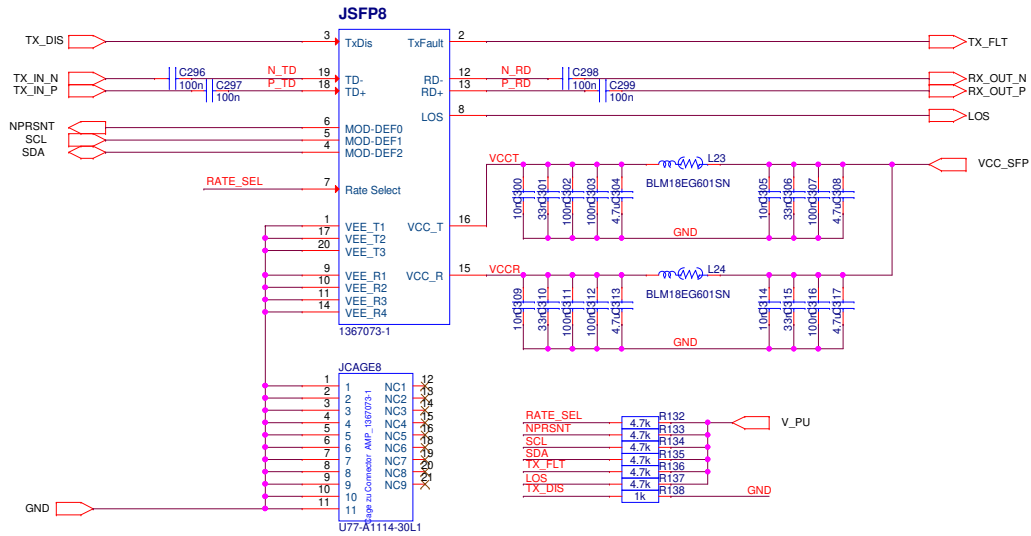 JSFP8
TX_DIS 3 TxDis TxFault 2 TX_FLT
TX_IN_N C296 100n N_TD 19 TD- RD- 12 N_RD C298 100n RX_OUT_N
TX_IN_P C297 100n P_TD 18 TD+ RD+ 13 P_RD C299 100n RX_OUT_P
LOS 8 LOS
NPRSNT 6 MOD-DEF0
SCL 5 MOD-DEF1
SDA 4 MOD-DEF2
RATE_SEL 7 Rate Select
VCCT L23 VCC_SFP
BLM18EG601SN
10n C300 33n C301 100n C302 100n C303 4.7u C304 10n C305 33n C306 100n C307 4.7u C308
GND
1 VEE_T1 VCC_T 16
17 VEE_T2
20 VEE_T3
9 VEE_R1 VCC_R 15 VCCR L24
10 VEE_R2
11 VEE_R3
14 VEE_R4
BLM18EG601SN
10n C309 33n C310 100n C311 100n C312 4.7u C313 10n C314 33n C315 100n C316 4.7u C317
GND
1367073-1
JCAGE8
1 1 NC1 12
2 2 NC2 13
3 3 NC3 14
4 4 NC4 15
5 5 NC5 16
6 6 NC6 18
7 7 NC7 19
8 8 NC8 20
9 9 NC9 21
10 10
11 11
Cage zu Connector AMP_1367073-1
U77-A1114-30L1
GND
RATE_SEL 4.7k R132 V_PU
NPRSNT 4.7k R133
SCL 4.7k R134
SDA 4.7k R135
TX_FLT 4.7k R136
LOS 4.7k R137
TX_DIS 1k R138 GND